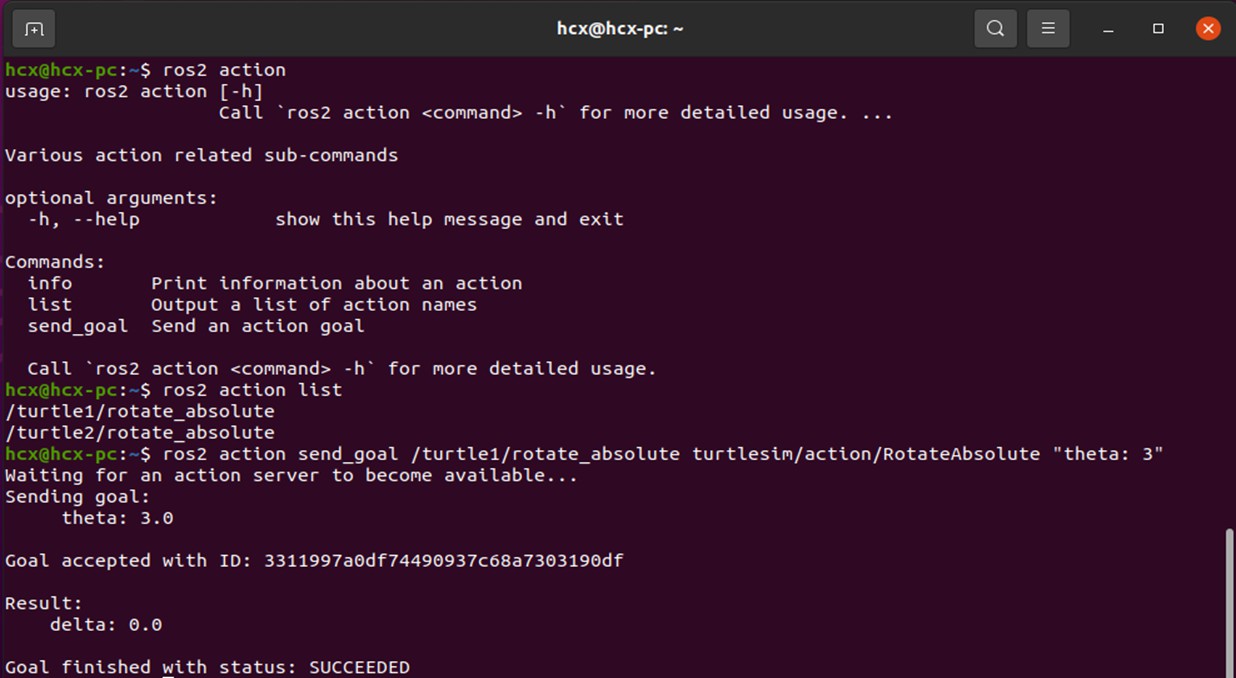 hcx@hcx-pc: ~
hcx@hcx-pc:~$ ros2 action
usage: ros2 action [-h]
                   Call `ros2 action <command> -h` for more detailed usage. ...

Various action related sub-commands

optional arguments:
  -h, --help            show this help message and exit

Commands:
  info       Print information about an action
  list       Output a list of action names
  send_goal  Send an action goal

  Call `ros2 action <command> -h` for more detailed usage.
hcx@hcx-pc:~$ ros2 action list
/turtle1/rotate_absolute
/turtle2/rotate_absolute
hcx@hcx-pc:~$ ros2 action send_goal /turtle1/rotate_absolute turtlesim/action/RotateAbsolute "theta: 3"
Waiting for an action server to become available...
Sending goal:
     theta: 3.0

Goal accepted with ID: 3311997a0df74490937c68a7303190df

Result:
    delta: 0.0

Goal finished with status: SUCCEEDED